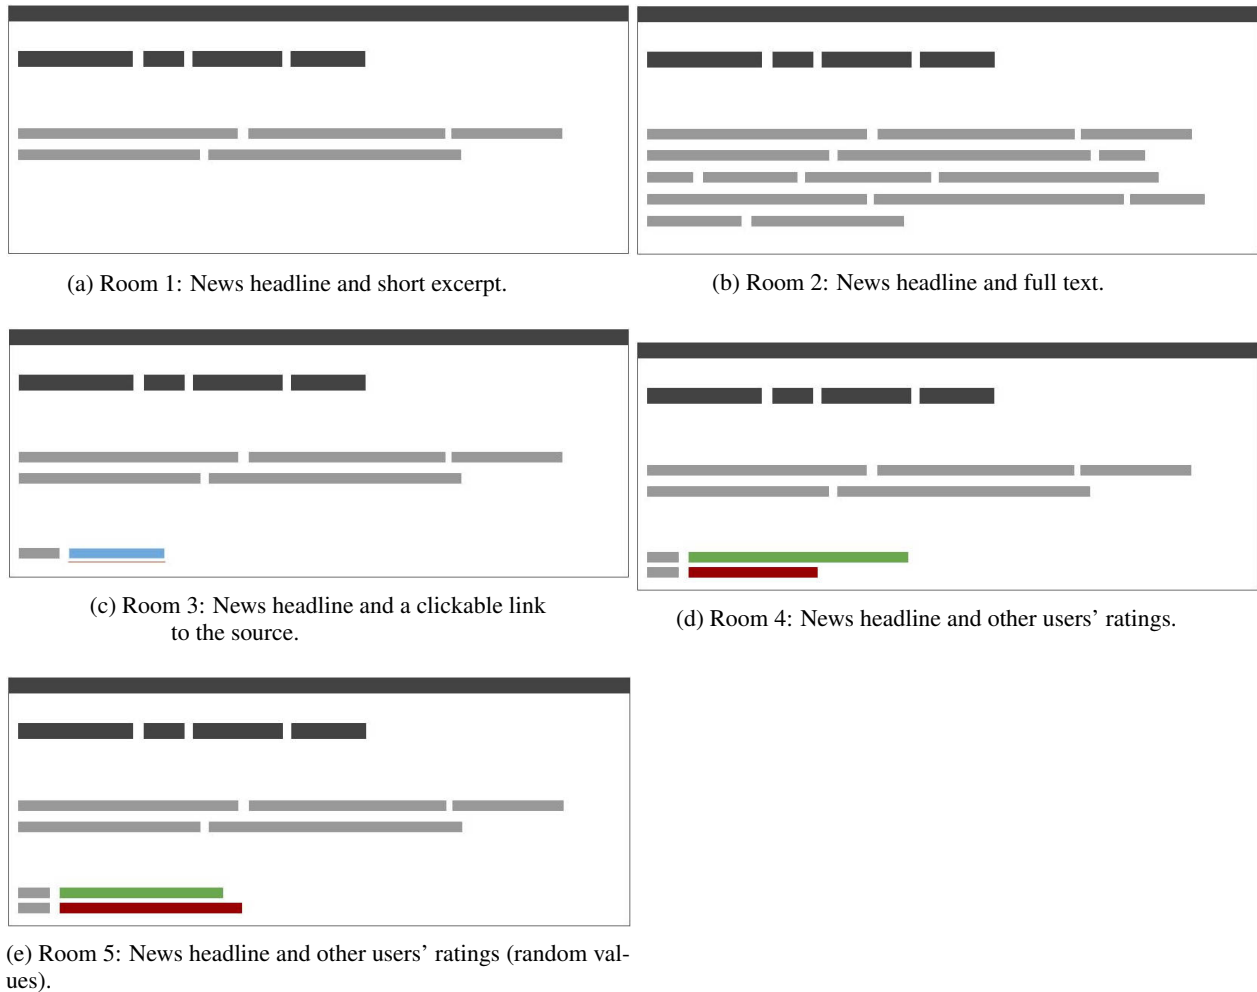 (a) Room 1: News headline and short excerpt.
(b) Room 2: News headline and full text.
(c) Room 3: News headline and a clickable link
to the source.
(d) Room 4: News headline and other users’ ratings.
(e) Room 5: News headline and other users’ ratings (random val-
ues).